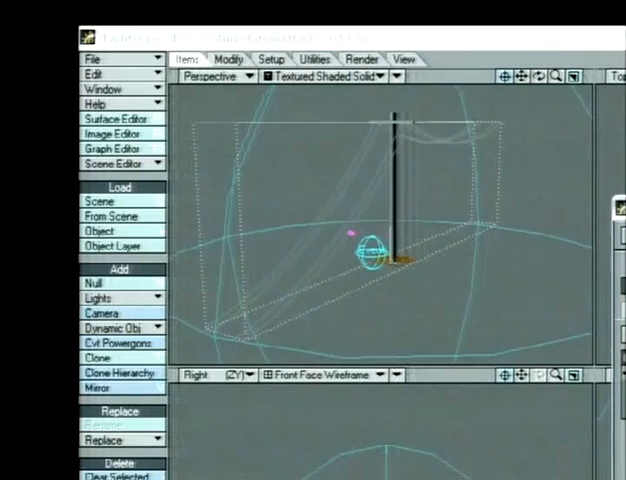 Items Modify Setup Utilities Render View
File
Edit
Window
Help
Surface Editor
Image Editor
Graph Editor
Scene Editor
Load
Scene
From Scene
Object
Object Layer
Add
Null
Lights
Camera
Dynamic Obj
Cvt Powergons
Clone
Clone Hierarchy
Mirror
Replace
Rename
Replace
Delete
Clear Selected
Perspective Textured Shaded Solid
Top
Right (ZY) Front Face Wireframe